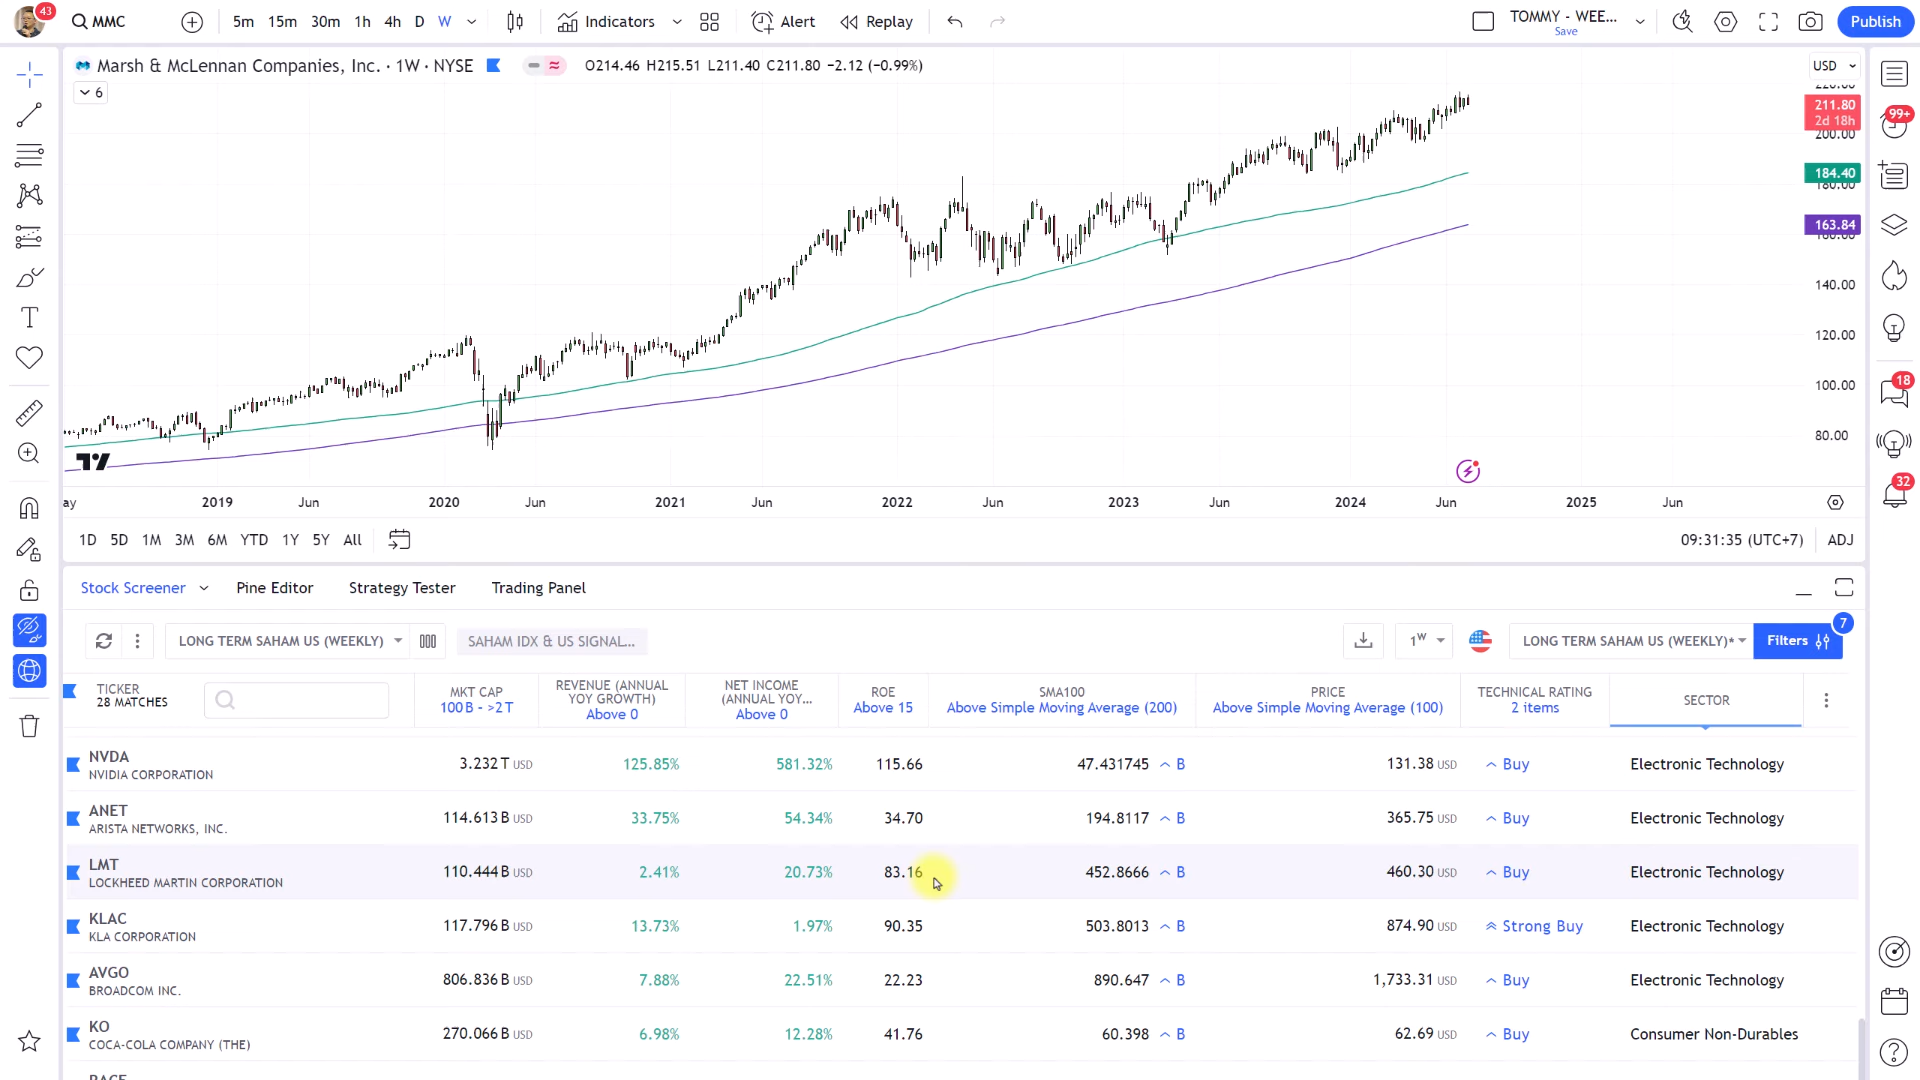 43
MMC
5m 15m 30m 1h 4h D W
Indicators
Alert
Replay
TOMMY - WEE...
Save
Publish
Marsh & McLennan Companies, Inc. · 1W · NYSE
O214.46 H215.51 L211.40 C211.80 −2.12 (−0.99%)
6
USD
220.00
211.80
2d 18h
200.00
184.40
180.00
163.84
160.00
140.00
120.00
100.00
80.00
99+
18
32
ay 2019 Jun 2020 Jun 2021 Jun 2022 Jun 2023 Jun 2024 Jun 2025 Jun
1D 5D 1M 3M 6M YTD 1Y 5Y All
09:31:35 (UTC+7) ADJ
Stock Screener Pine Editor Strategy Tester Trading Panel
LONG TERM SAHAM US (WEEKLY)
SAHAM IDX & US SIGNAL...
1W
LONG TERM SAHAM US (WEEKLY)*
Filters
7
TICKER
28 MATCHES
MKT CAP
100 B - >2 T
REVENUE (ANNUAL
YOY GROWTH)
Above 0
NET INCOME
(ANNUAL YOY...
Above 0
ROE
Above 15
SMA100
Above Simple Moving Average (200)
PRICE
Above Simple Moving Average (100)
TECHNICAL RATING
2 items
SECTOR
NVDA
NVIDIA CORPORATION
3.232 T USD 125.85% 581.32% 115.66 47.431745 B 131.38 USD Buy Electronic Technology
ANET
ARISTA NETWORKS, INC.
114.613 B USD 33.75% 54.34% 34.70 194.8117 B 365.75 USD Buy Electronic Technology
LMT
LOCKHEED MARTIN CORPORATION
110.444 B USD 2.41% 20.73% 83.16 452.8666 B 460.30 USD Buy Electronic Technology
KLAC
KLA CORPORATION
117.796 B USD 13.73% 1.97% 90.35 503.8013 B 874.90 USD Strong Buy Electronic Technology
AVGO
BROADCOM INC.
806.836 B USD 7.88% 22.51% 22.23 890.647 B 1,733.31 USD Buy Electronic Technology
KO
COCA-COLA COMPANY (THE)
270.066 B USD 6.98% 12.28% 41.76 60.398 B 62.69 USD Buy Consumer Non-Durables